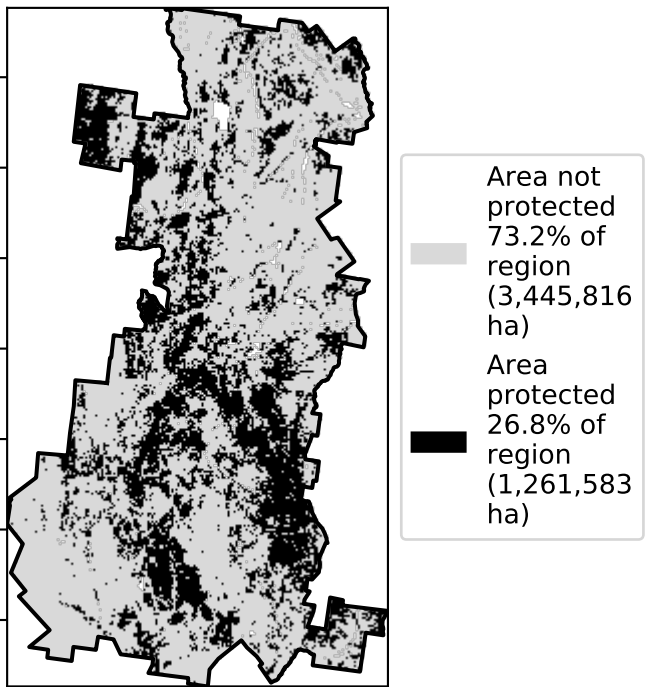 Area not
protected
73.2% of
region
(3,445,816
ha)
Area
protected
26.8% of
region
(1,261,583
ha)